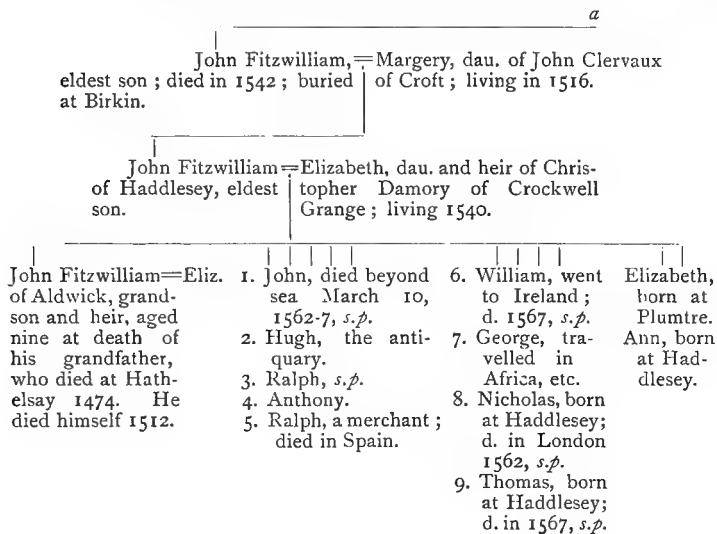 a
John Fitzwilliam,=Margery, dau. of John Clervaux
eldest son ; died in 1542 ; buried of Croft ; living in 1516.
at Birkin.
John Fitzwilliam=Elizabeth, dau. and heir of Chris-
of Haddlesey, eldest topher Damory of Crockwell
son. Grange ; living 1540.
John Fitzwilliam=Eliz.
of Aldwick, grand-
son and heir, aged
nine at death of
his grandfather,
who died at Hath-
elsay 1474. He
died himself 1512.
1. John, died beyond
sea March 10,
1562-7, s.p.
2. Hugh, the anti-
quary.
3. Ralph, s.p.
4. Anthony.
5. Ralph, a merchant ;
died in Spain.
6. William, went
to Ireland ;
d. 1567, s.p.
7. George, tra-
velled in
Africa, etc.
8. Nicholas, born
at Haddlesey;
d. in London
1562, s.p.
9. Thomas, born
at Haddlesey;
d. in 1567, s.p.
Elizabeth,
born at
Plumtre.
Ann, born
at Had-
dlesey.